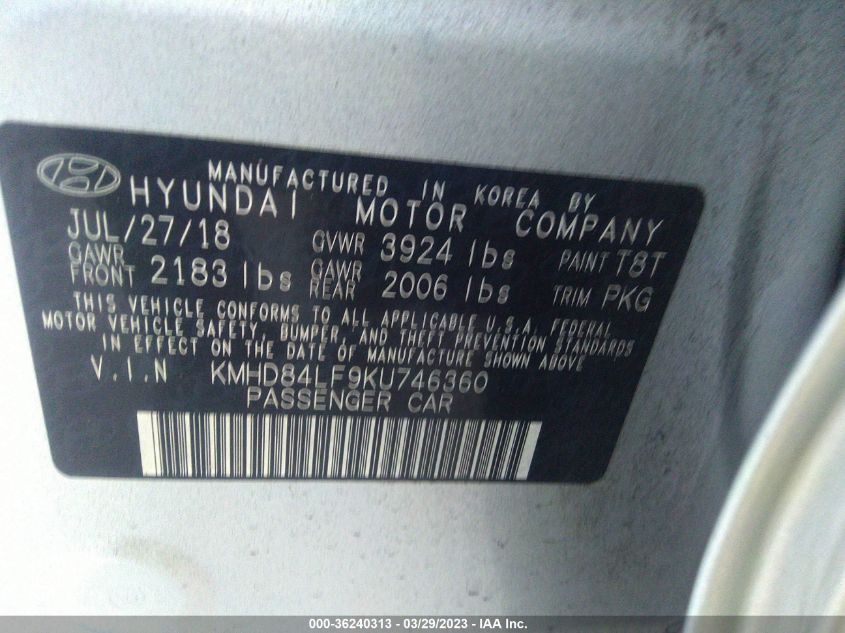 MANUFACTURED IN KOREA BY
HYUNDAI MOTOR COMPANY
JUL/27/18 GVWR 3924 lbs PAINT T8T
GAWR FRONT 2183 lbs GAWR REAR 2006 lbs TRIM PKG
THIS VEHICLE CONFORMS TO ALL APPLICABLE U.S.A. FEDERAL
MOTOR VEHICLE SAFETY, BUMPER, AND THEFT PREVENTION STANDARDS
IN EFFECT ON THE DATE OF MANUFACTURE SHOWN ABOVE
V.I.N KMHD84LF9KU746360
PASSENGER CAR
000-36240313 - 03/29/2023 - IAA Inc.